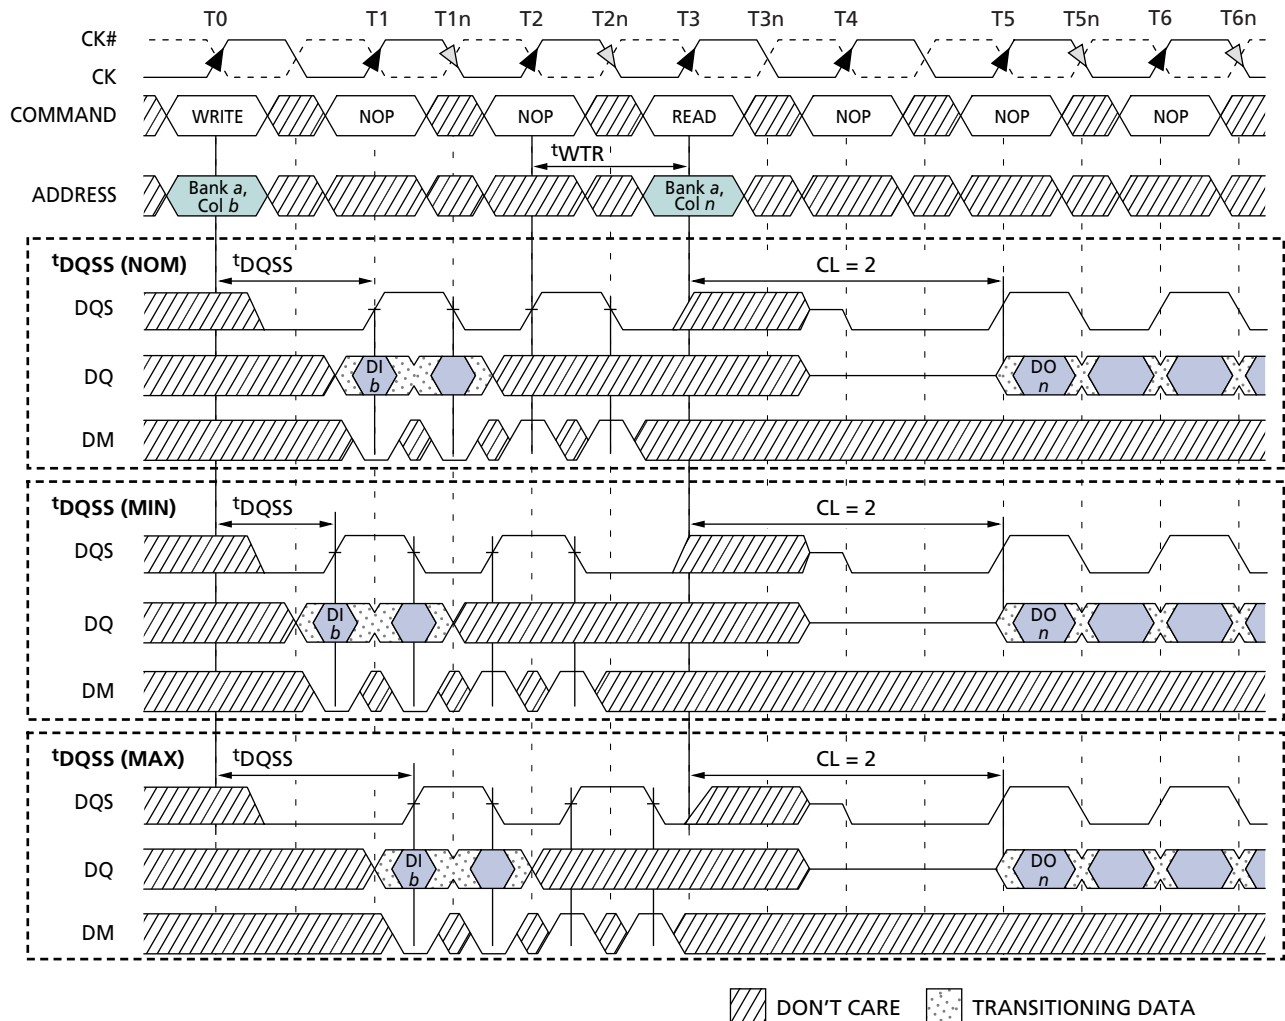 T0 T1 T1n T2 T2n T3 T3n T4 T5 T5n T6 T6n
CK#
CK
COMMAND WRITE NOP NOP READ NOP NOP NOP
tWTR
ADDRESS Bank a, Col b Bank a, Col n
tDQSS (NOM) tDQSS CL = 2
DQS
DQ DI b DO n
DM
tDQSS (MIN) tDQSS CL = 2
DQS
DQ DI b DO n
DM
tDQSS (MAX) tDQSS CL = 2
DQS
DQ DI b DO n
DM
DON'T CARE TRANSITIONING DATA